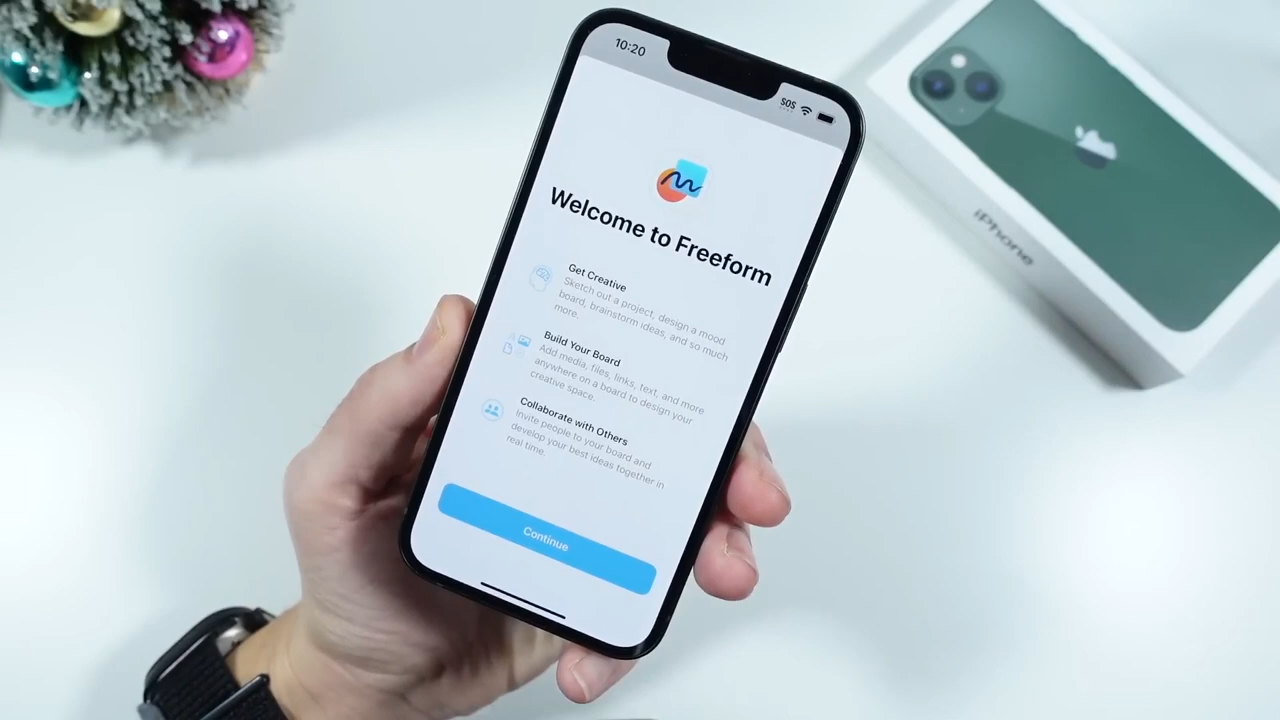 10:20
SOS
Welcome to Freeform
Get Creative
Sketch out a project, design a mood
board, brainstorm ideas, and so much
more.
Build Your Board
Add media, files, links, text, and more
anywhere on a board to design your
creative space.
Collaborate with Others
Invite people to your board and
develop your best ideas together in
real time.
Continue
iPhone